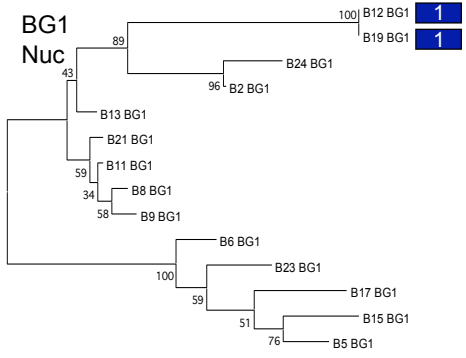 BG1
Nuc
100
B12 BG1
1
B19 BG1
1
89
B24 BG1
96
B2 BG1
43
B13 BG1
B21 BG1
59
B11 BG1
34
B8 BG1
58
B9 BG1
B6 BG1
100
B23 BG1
59
B17 BG1
51
B15 BG1
76
B5 BG1